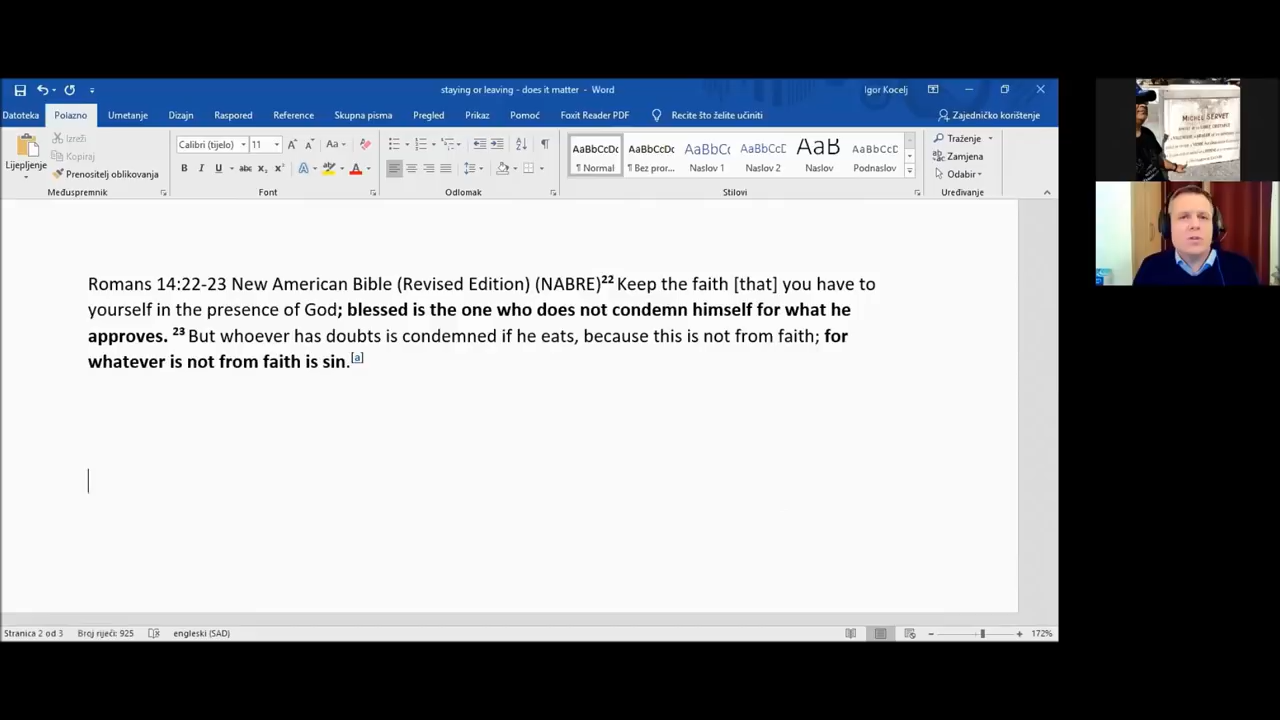 staying or leaving - does it matter - Word
Igor Kocelj
Datoteka Polazno Umetanje Dizajn Raspored Reference Skupna pisma Pregled Prikaz Pomoć Foxit Reader PDF Recite što želite učiniti Zajedničko korištenje
Lijepljenje
Izreži
Kopiraj
Prenositelj oblikovanja
Međuspremnik
Calibri (tijelo) 11
Font
Odlomak
AaBbCcDc AaBbCcDc AaBbC( AaBbCcE AaB AaBbCcD
¶ Normal ¶ Bez pror... Naslov 1 Naslov 2 Naslov Podnaslov
Stilovi
Traženje
Zamjena
Odabir
Uređivanje
MICHEL SERVET
Romans 14:22-23 New American Bible (Revised Edition) (NABRE)22 Keep the faith [that] you have to
yourself in the presence of God; blessed is the one who does not condemn himself for what he
approves. 23 But whoever has doubts is condemned if he eats, because this is not from faith; for
whatever is not from faith is sin.[a]
Stranica 2 od 3 Broj riječi: 925 engleski (SAD) 172%